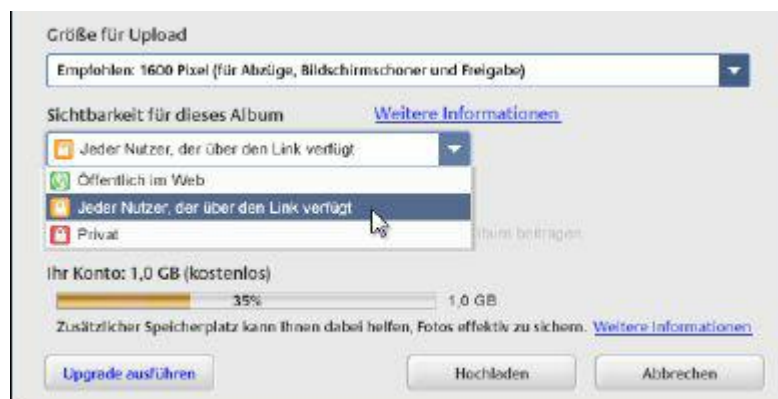 Größe für Upload
Empfohlen: 1600 Pixel (für Abzüge, Bildschirmschoner und Freigabe)
Sichtbarkeit für dieses Album Weitere Informationen
Jeder Nutzer, der über den Link verfügt
Öffentlich im Web
Jeder Nutzer, der über den Link verfügt
Privat
Album beitragen
Ihr Konto: 1,0 GB (kostenlos)
35% 1,0 GB
Zusätzlicher Speicherplatz kann Ihnen dabei helfen, Fotos effektiv zu sichern. Weitere Informationen
Upgrade ausführen Hochladen Abbrechen